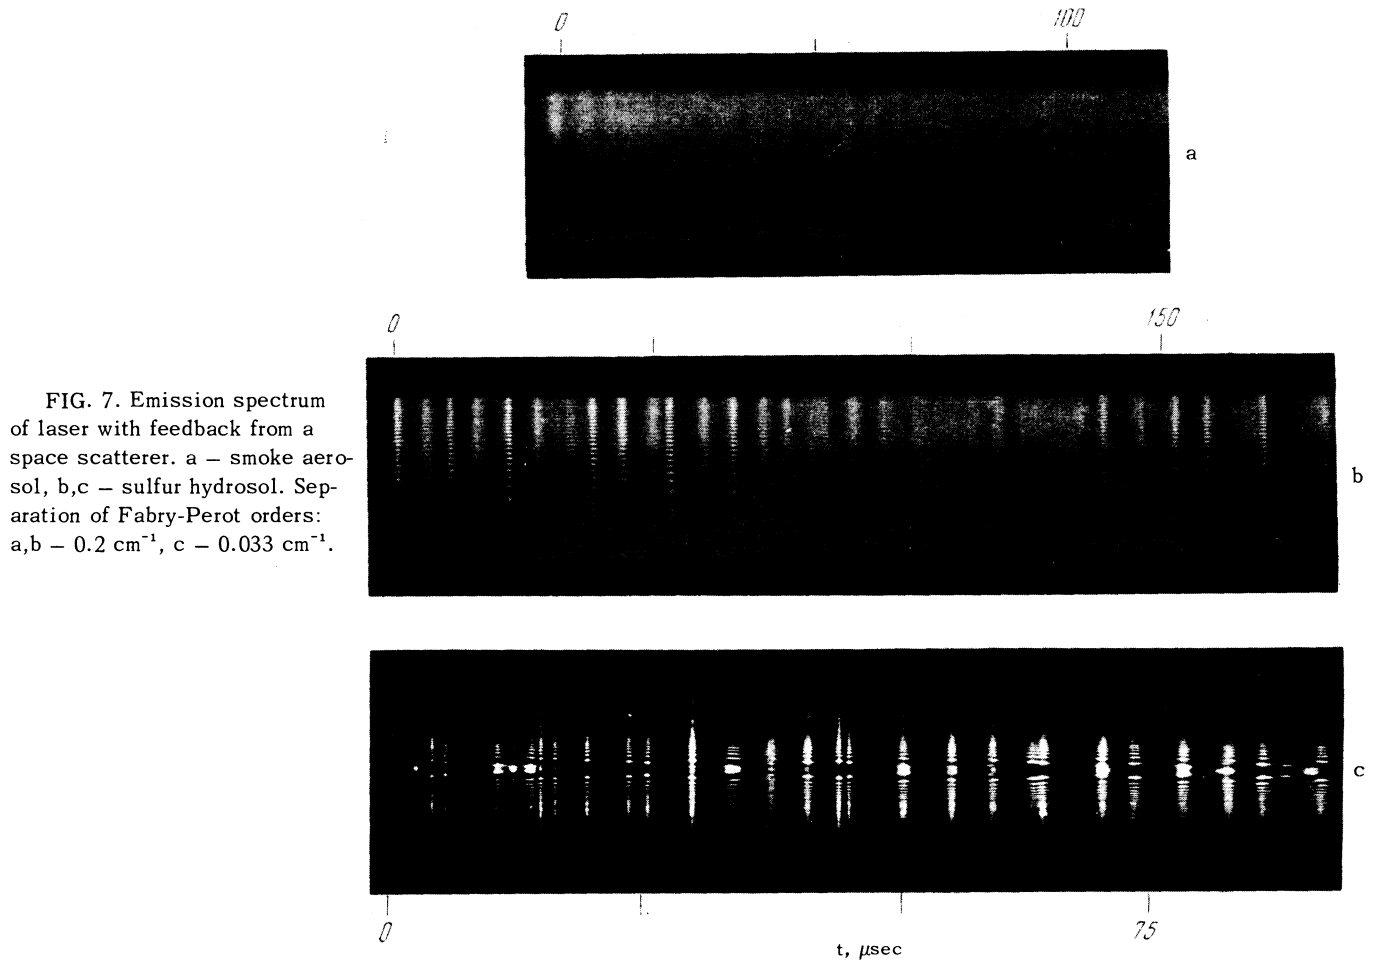 0 100
a
0 150
FIG. 7. Emission spectrum
of laser with feedback from a
space scatterer. a – smoke aero-
sol, b,c – sulfur hydrosol. Sep-
aration of Fabry-Perot orders:
a,b – 0.2 cm⁻¹, c – 0.033 cm⁻¹.
b
c
0 75
t, μsec